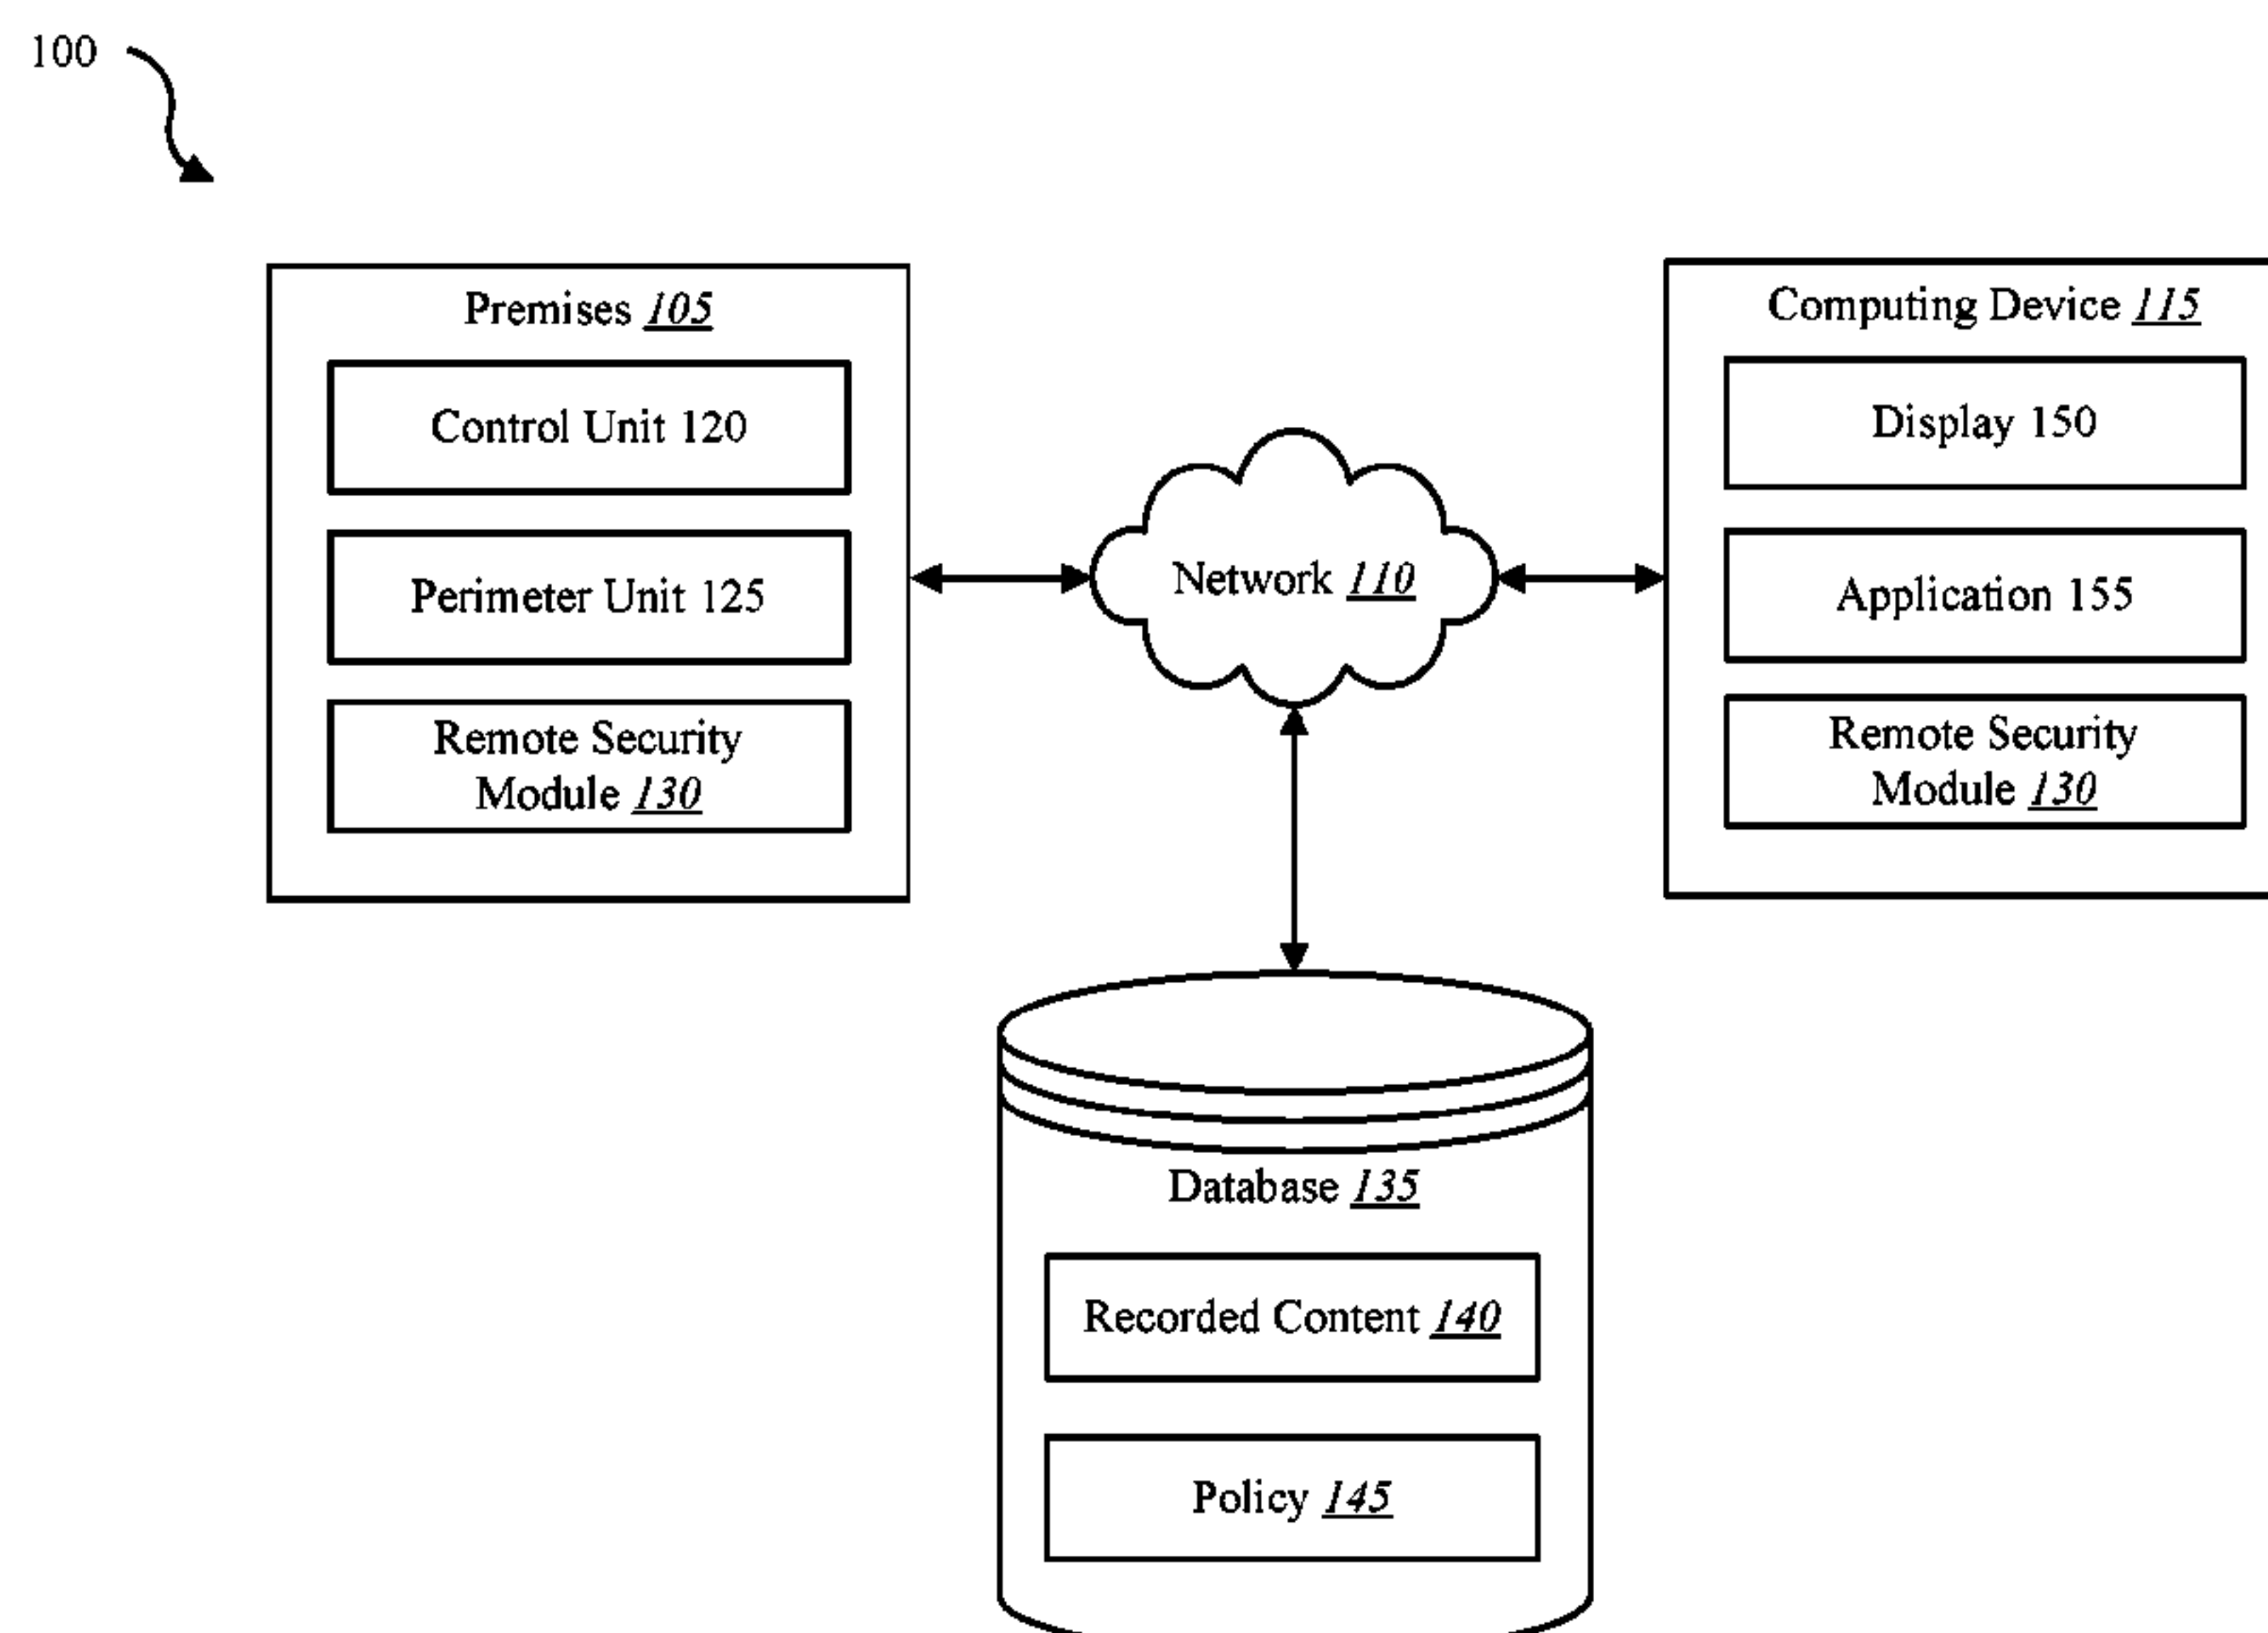 100
Premises 105
Control Unit 120
Perimeter Unit 125
Remote Security
Module 130
Network 110
Computing Device 115
Display 150
Application 155
Remote Security
Module 130
Database 135
Recorded Content 140
Policy 145